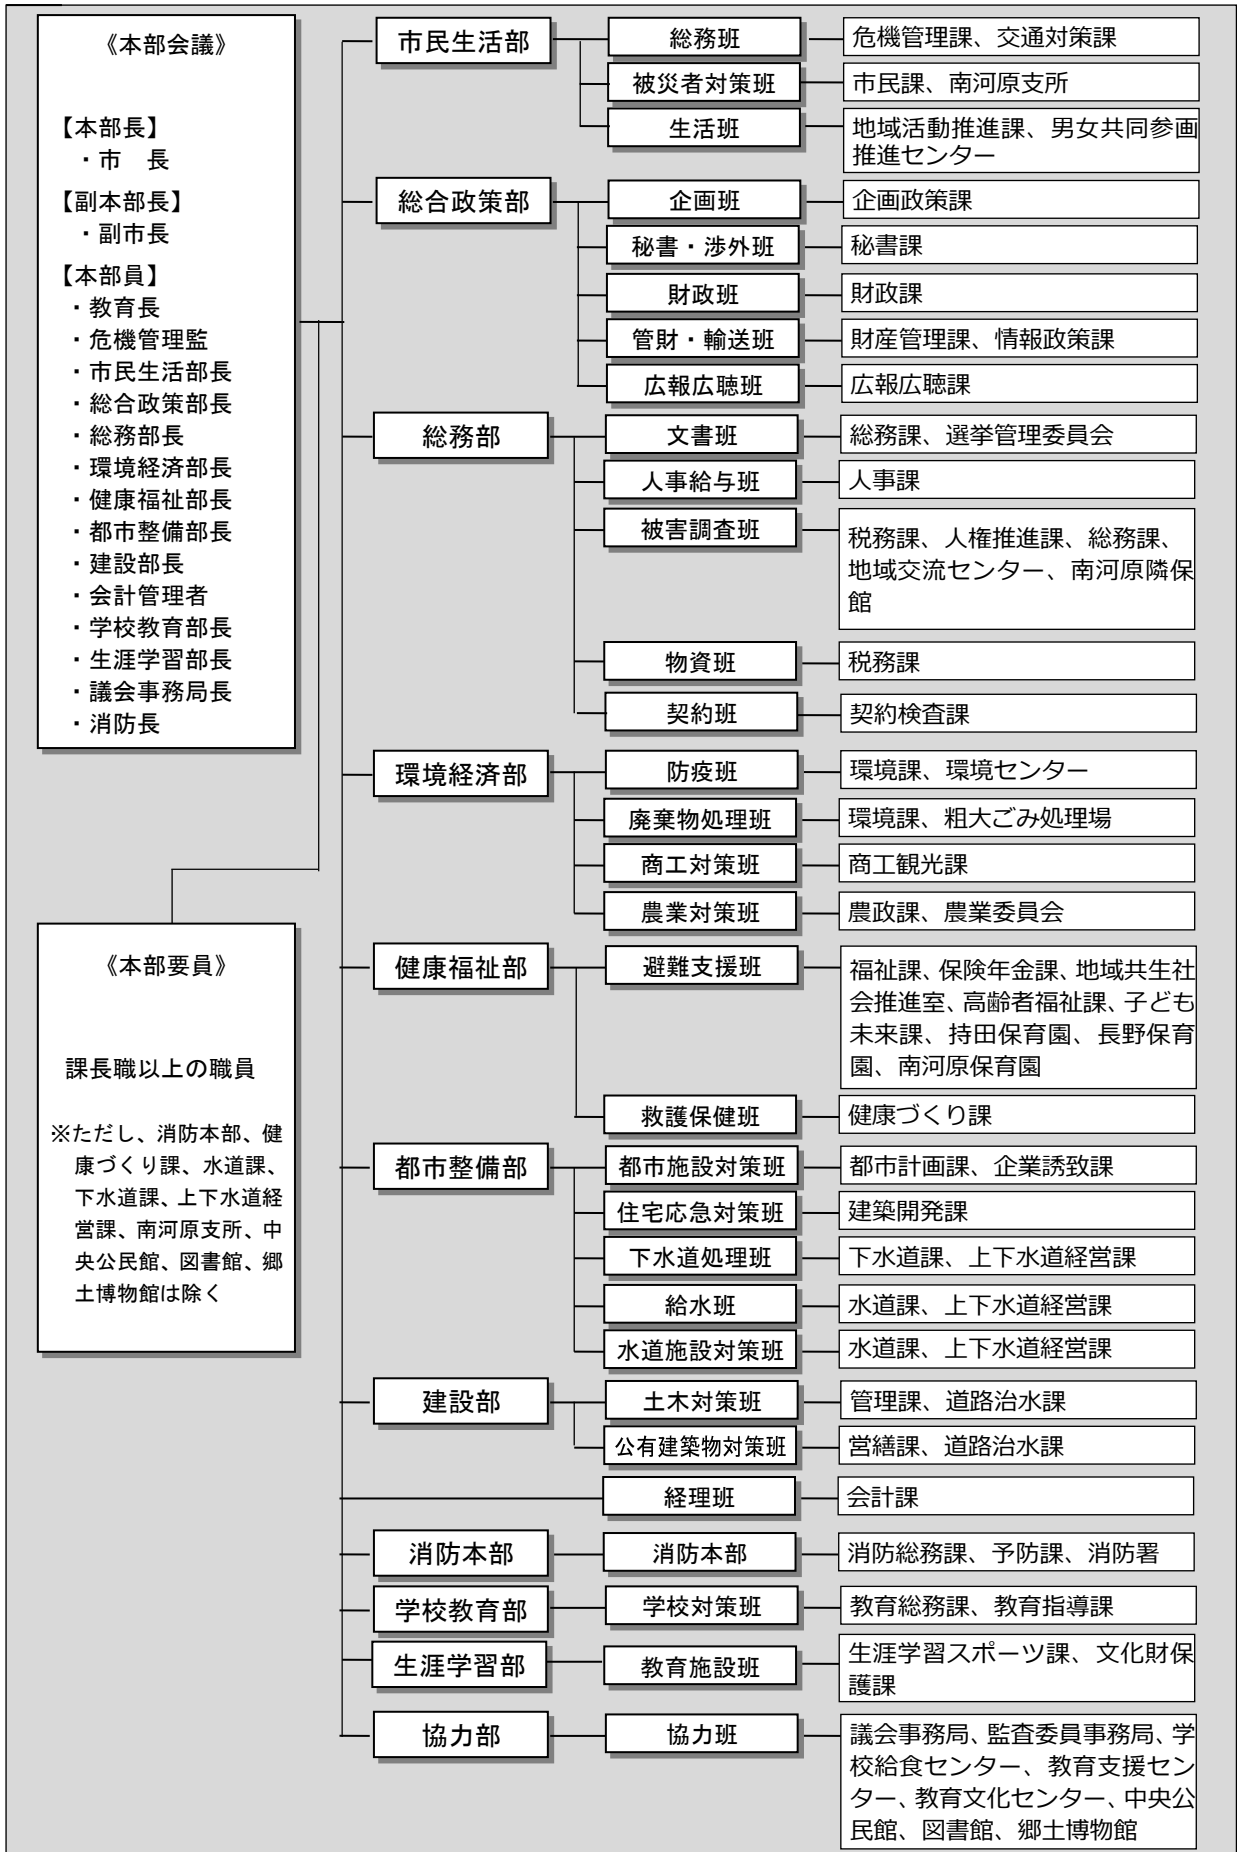 《本部会議》
【本部長】
・市　長
【副本部長】
・副市長
【本部員】
・教育長
・危機管理監
・市民生活部長
・総合政策部長
・総務部長
・環境経済部長
・健康福祉部長
・都市整備部長
・建設部長
・会計管理者
・学校教育部長
・生涯学習部長
・議会事務局長
・消防長
《本部要員》
課長職以上の職員
※ただし、消防本部、健
康づくり課、水道課、
下水道課、上下水道経
営課、南河原支所、中
央公民館、図書館、郷
土博物館は除く
市民生活部
総務班
危機管理課、交通対策課
被災者対策班
市民課、南河原支所
生活班
地域活動推進課、男女共同参画
推進センター
総合政策部
企画班
企画政策課
秘書・渉外班
秘書課
財政班
財政課
管財・輸送班
財産管理課、情報政策課
広報広聴班
広報広聴課
総務部
文書班
総務課、選挙管理委員会
人事給与班
人事課
被害調査班
税務課、人権推進課、総務課、
地域交流センター、南河原隣保
館
物資班
税務課
契約班
契約検査課
環境経済部
防疫班
環境課、環境センター
廃棄物処理班
環境課、粗大ごみ処理場
商工対策班
商工観光課
農業対策班
農政課、農業委員会
健康福祉部
避難支援班
福祉課、保険年金課、地域共生社
会推進室、高齢者福祉課、子ども
未来課、持田保育園、長野保育
園、南河原保育園
救護保健班
健康づくり課
都市整備部
都市施設対策班
都市計画課、企業誘致課
住宅応急対策班
建築開発課
下水道処理班
下水道課、上下水道経営課
給水班
水道課、上下水道経営課
水道施設対策班
水道課、上下水道経営課
建設部
土木対策班
管理課、道路治水課
公有建築物対策班
営繕課、道路治水課
経理班
会計課
消防本部
消防本部
消防総務課、予防課、消防署
学校教育部
学校対策班
教育総務課、教育指導課
生涯学習部
教育施設班
生涯学習スポーツ課、文化財保
護課
協力部
協力班
議会事務局、監査委員事務局、学
校給食センター、教育支援セン
ター、教育文化センター、中央公
民館、図書館、郷土博物館